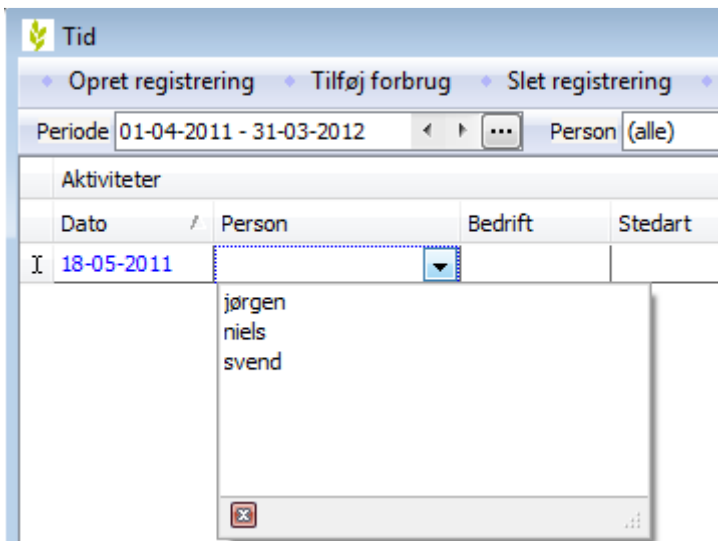 Tid
Opret registrering Tilføj forbrug Slet registrering
Periode 01-04-2011 - 31-03-2012 ... Person (alle)
Aktiviteter
Dato Person Bedrift Stedart
18-05-2011
jørgen
niels
svend